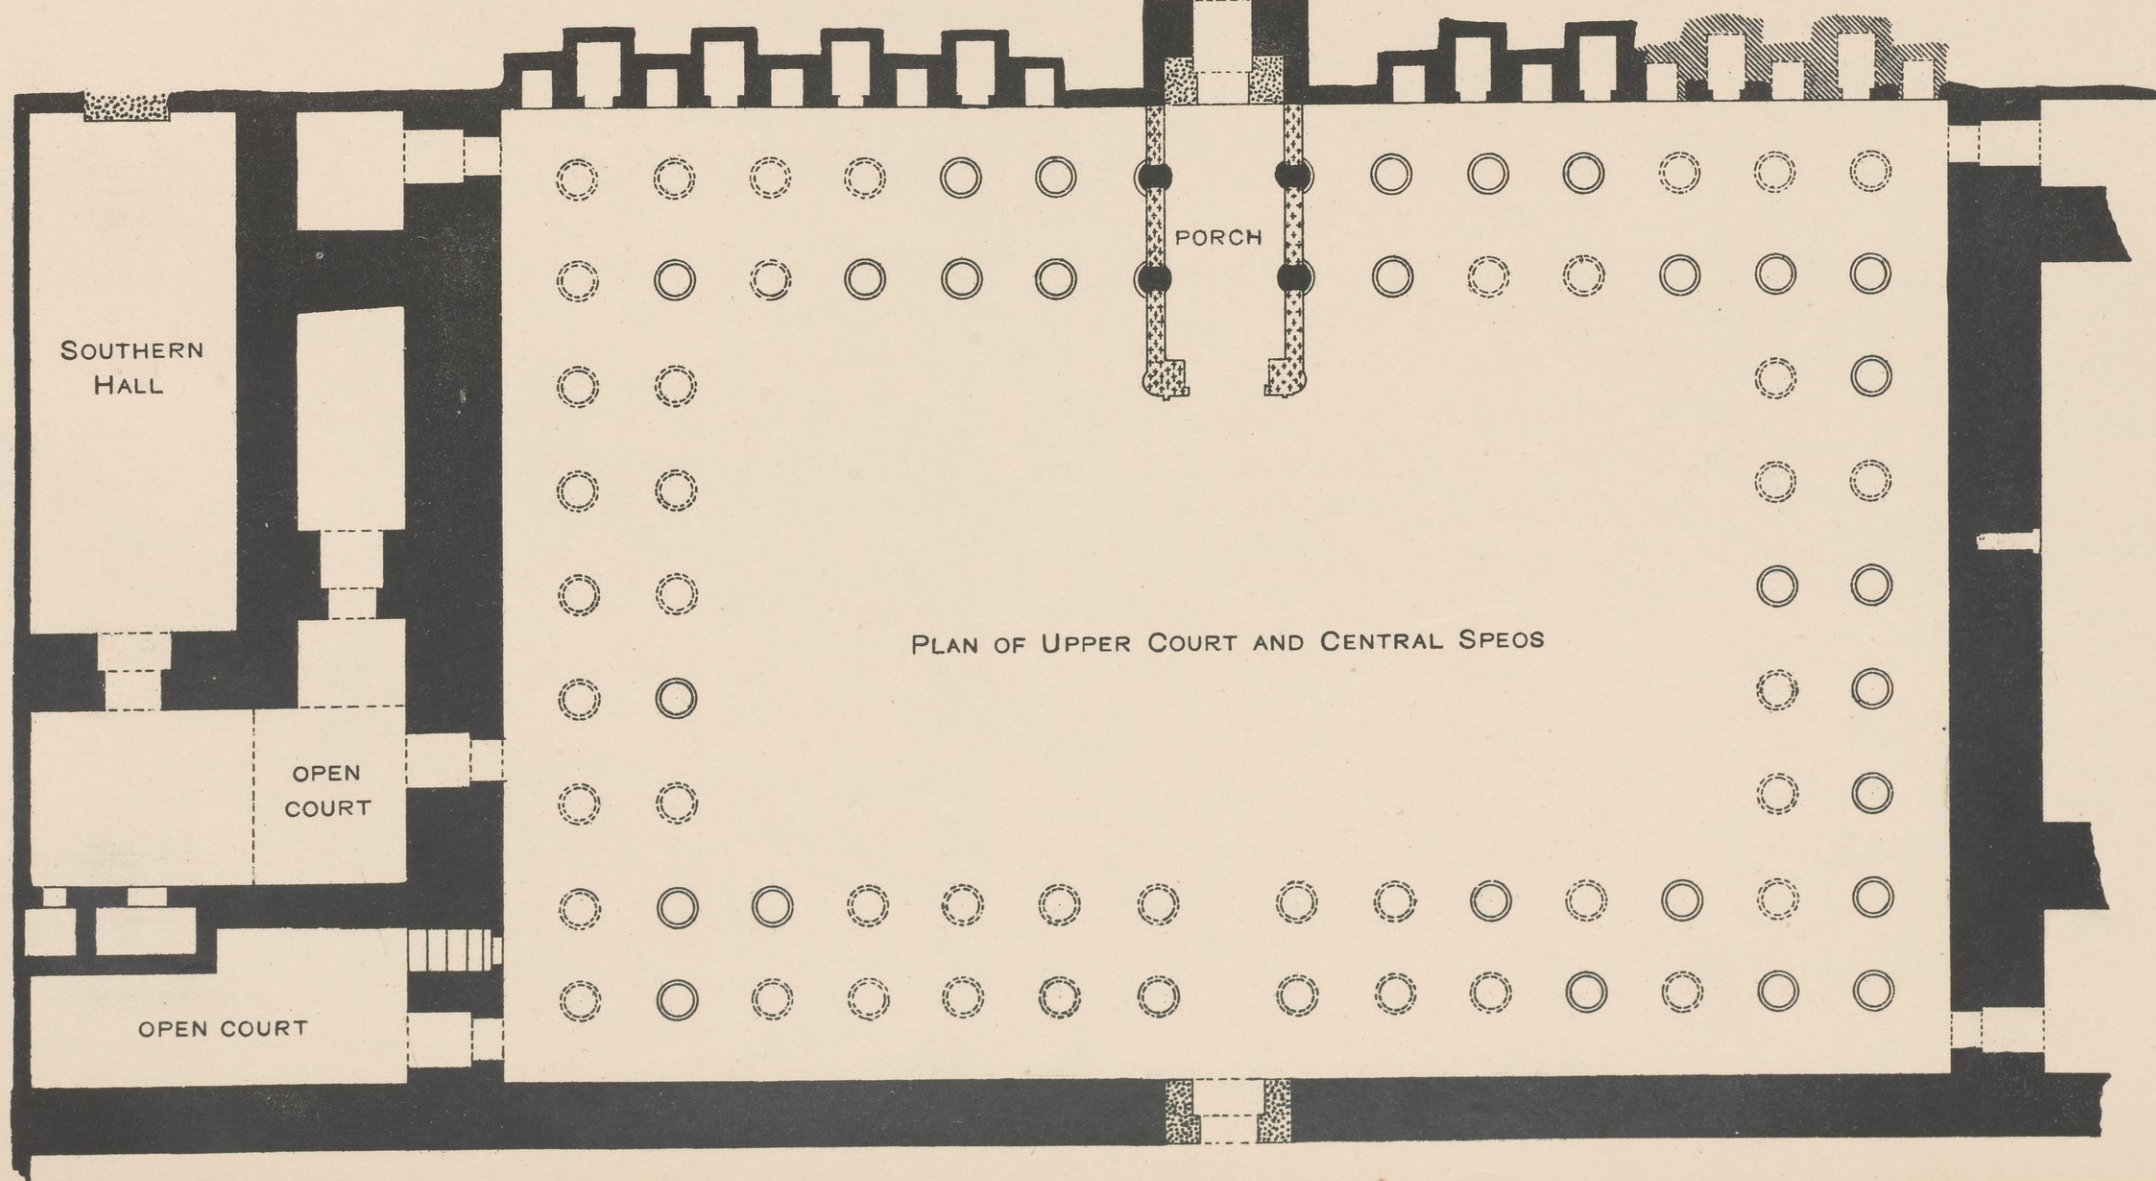 PORCH
SOUTHERN
HALL
PLAN OF UPPER COURT AND CENTRAL SPEOS
OPEN
COURT
OPEN COURT